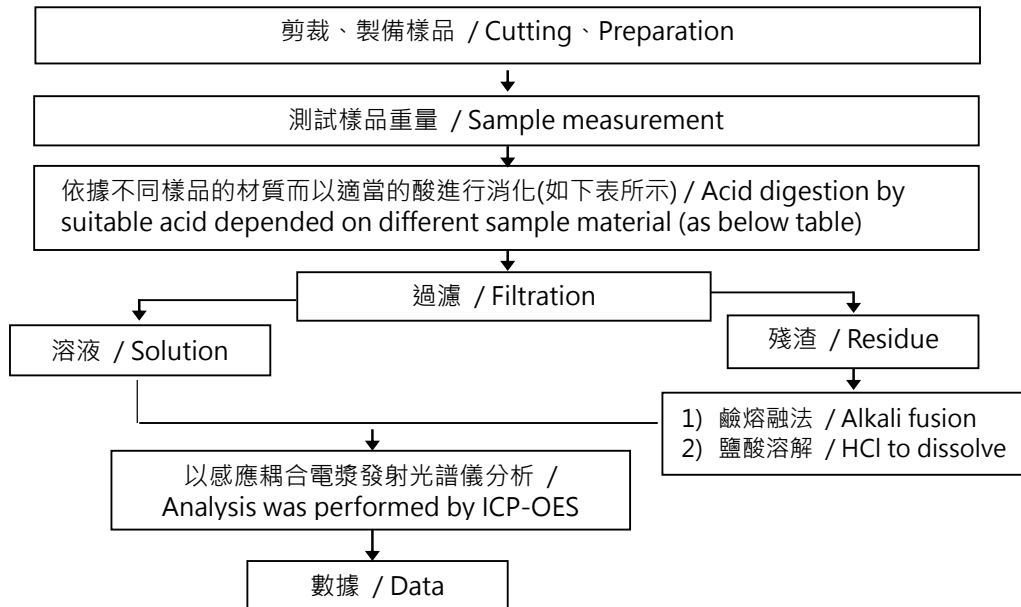 剪裁、製備樣品 / Cutting、Preparation
測試樣品重量 / Sample measurement
依據不同樣品的材質而以適當的酸進行消化(如下表所示) / Acid digestion by
suitable acid depended on different sample material (as below table)
過濾 / Filtration
溶液 / Solution
殘渣 / Residue
1) 鹼熔融法 / Alkali fusion
2) 鹽酸溶解 / HCl to dissolve
以感應耦合電漿發射光譜儀分析 /
Analysis was performed by ICP-OES
數據 / Data